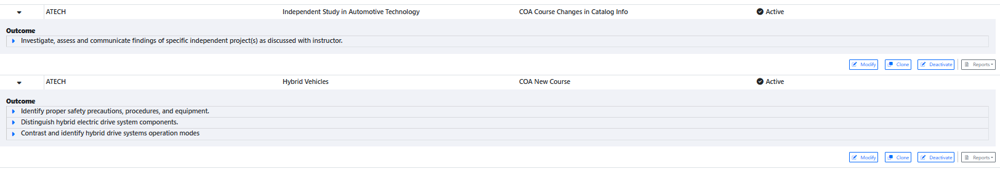 ATECH Independent Study in Automotive Technology COA Course Changes in Catalog Info Active
Outcome
Investigate, assess and communicate findings of specific independent project(s) as discussed with instructor.
Modify Clone Deactivate Reports
ATECH Hybrid Vehicles COA New Course Active
Outcome
Identify proper safety precautions, procedures, and equipment.
Distinguish hybrid electric drive system components.
Contrast and identify hybrid drive systems operation modes
Modify Clone Deactivate Reports